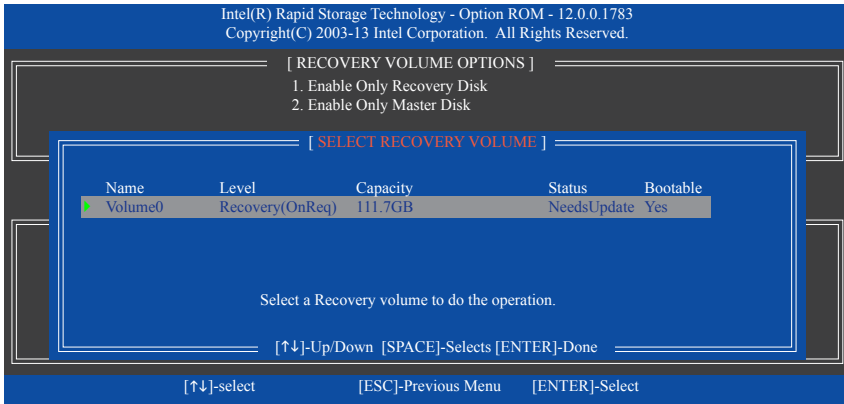 Intel(R) Rapid Storage Technology - Option ROM - 12.0.0.1783
Copyright(C) 2003-13 Intel Corporation. All Rights Reserved.
[ RECOVERY VOLUME OPTIONS ]
1. Enable Only Recovery Disk
2. Enable Only Master Disk
[ SELECT RECOVERY VOLUME ]
Name Level Capacity Status Bootable
Volume0 Recovery(OnReq) 111.7GB NeedsUpdate Yes
Select a Recovery volume to do the operation.
[↑↓]-Up/Down [SPACE]-Selects [ENTER]-Done
[↑↓]-select [ESC]-Previous Menu [ENTER]-Select